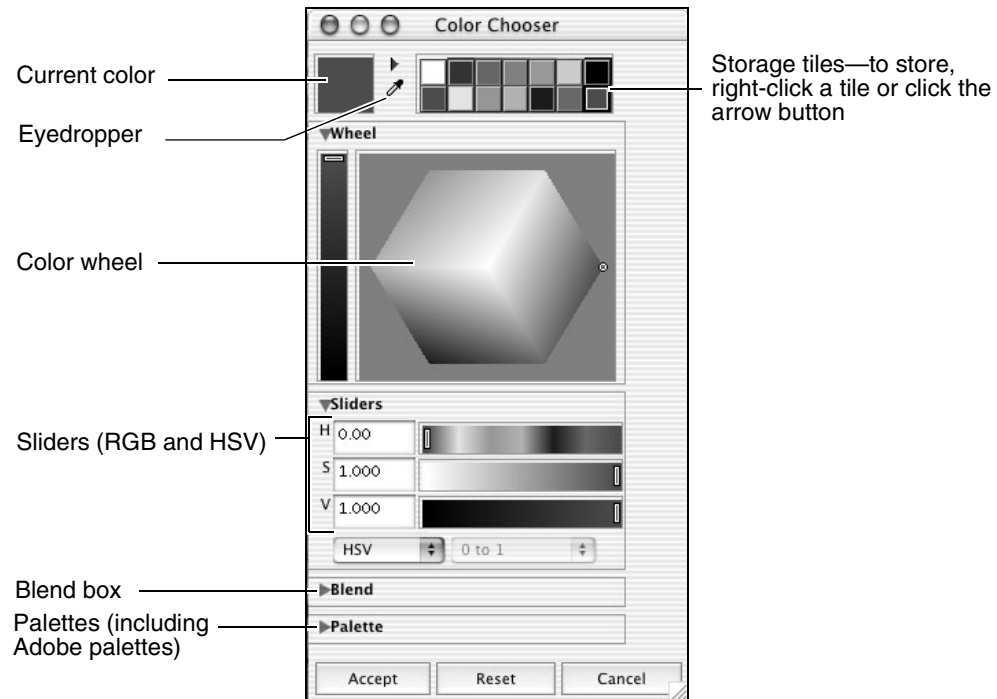 Color Chooser
Current color
Storage tiles—to store,
right-click a tile or click the
arrow button
Eyedropper
Wheel
Color wheel
Sliders
Sliders (RGB and HSV)
H 0.00
S 1.000
V 1.000
HSV 0 to 1
Blend box
Blend
Palettes (including
Adobe palettes)
Palette
Accept Reset Cancel